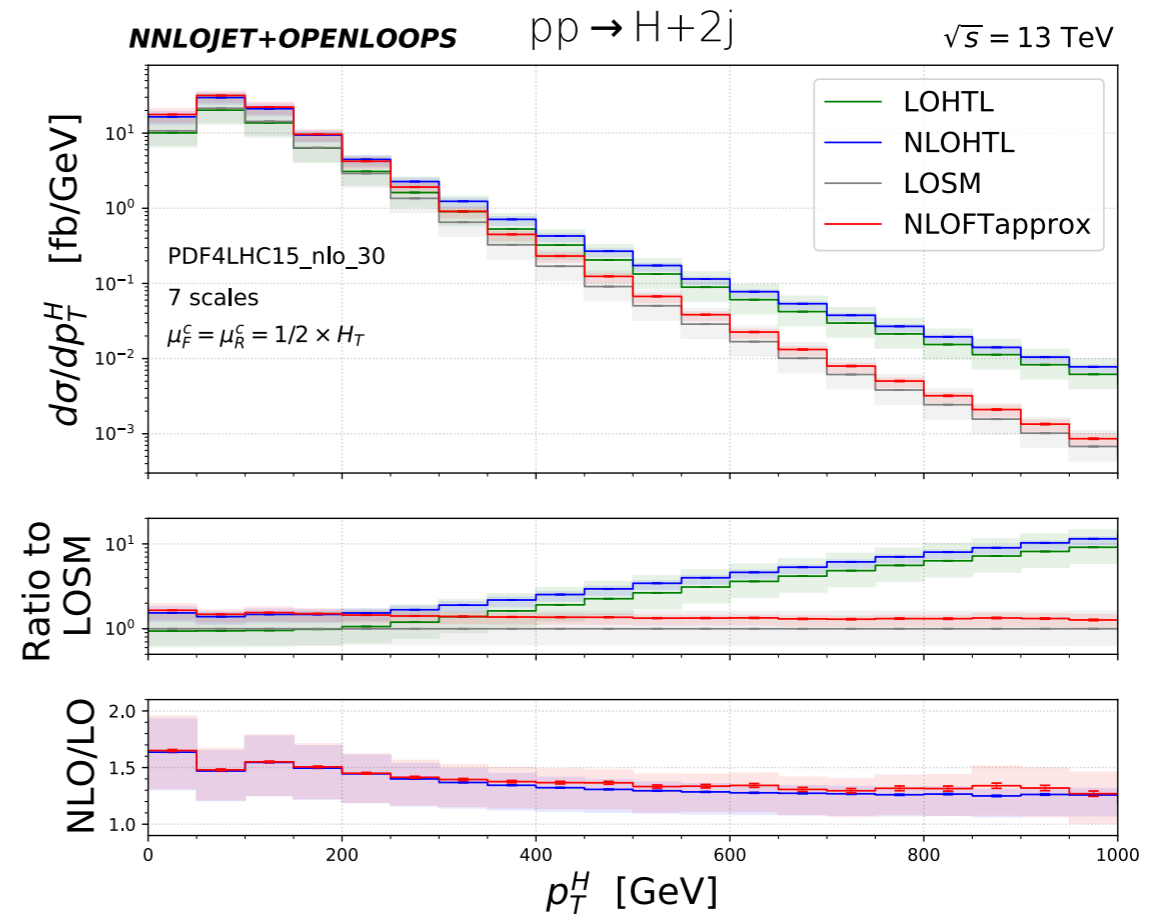 NNLOJET+OPENLOOPS
pp → H+2j
√s = 13 TeV
dσ/dp_T^H [fb/GeV]
10^1
10^0
10^−1
10^−2
10^−3
LOHTL
NLOHTL
LOSM
NLOFTapprox
PDF4LHC15_nlo_30
7 scales
μ_F^c = μ_R^c = 1/2 × H_T
Ratio to
LOSM
10^1
10^0
NLO/LO
2.0
1.5
1.0
0 200 400 600 800 1000
p_T^H [GeV]